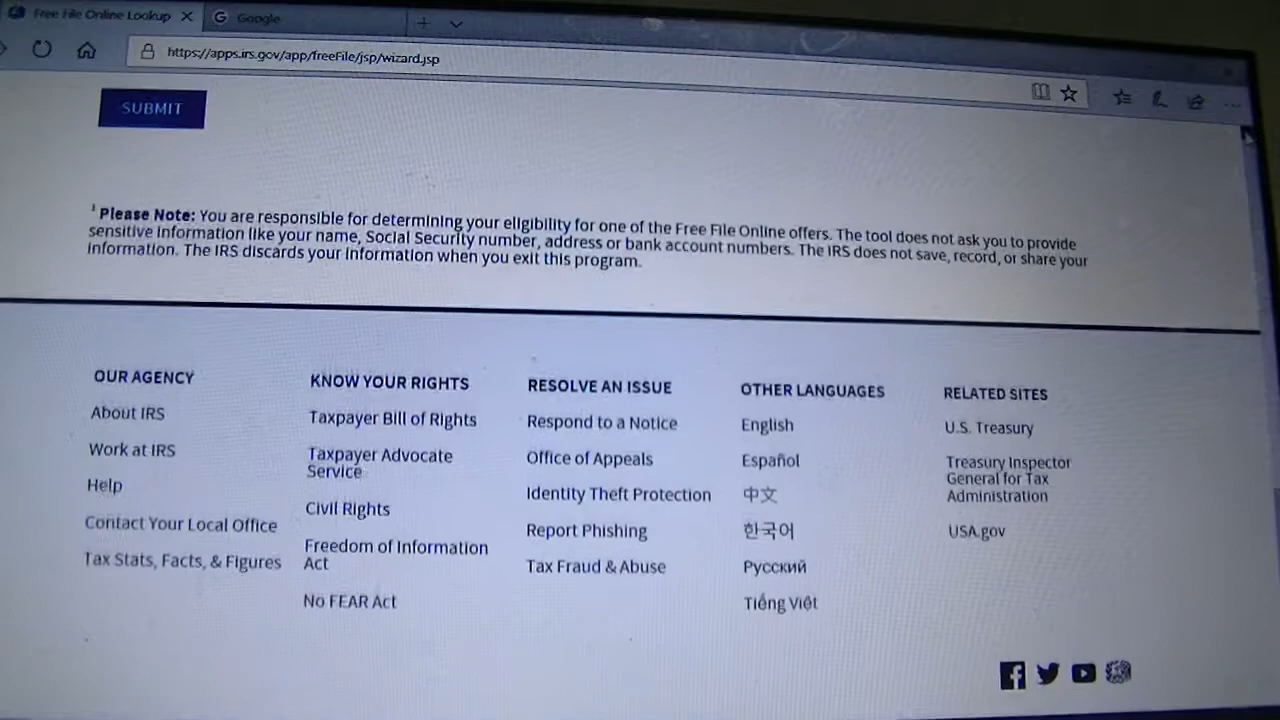 Free File Online Lookup
Google
https://apps.irs.gov/app/freeFile/jsp/wizard.jsp
SUBMIT
¹ Please Note: You are responsible for determining your eligibility for one of the Free File Online offers. The tool does not ask you to provide
sensitive information like your name, Social Security number, address or bank account numbers. The IRS does not save, record, or share your
information. The IRS discards your information when you exit this program.
OUR AGENCY
About IRS
Work at IRS
Help
Contact Your Local Office
Tax Stats, Facts, & Figures
KNOW YOUR RIGHTS
Taxpayer Bill of Rights
Taxpayer Advocate
Service
Civil Rights
Freedom of Information
Act
No FEAR Act
RESOLVE AN ISSUE
Respond to a Notice
Office of Appeals
Identity Theft Protection
Report Phishing
Tax Fraud & Abuse
OTHER LANGUAGES
English
Español
中文
한국어
Русский
Tiếng Việt
RELATED SITES
U.S. Treasury
Treasury Inspector
General for Tax
Administration
USA.gov